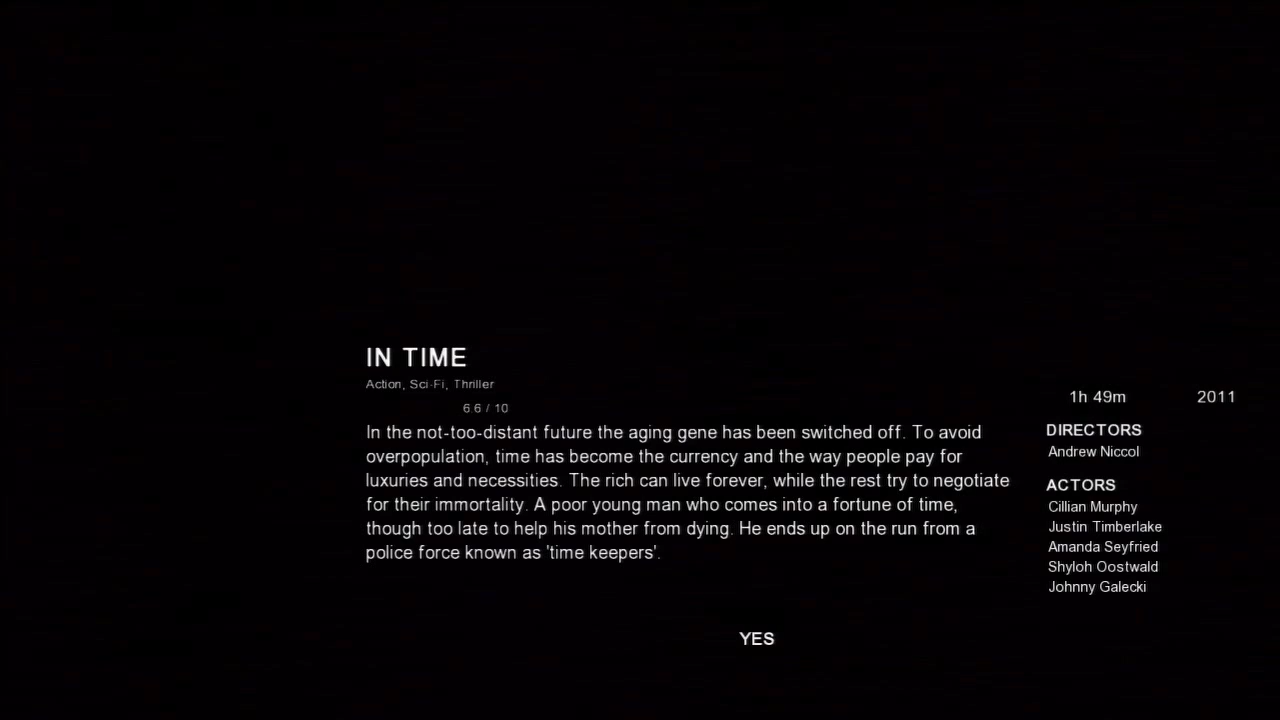 IN TIME
Action, Sci-Fi, Thriller
6.6 / 10
In the not-too-distant future the aging gene has been switched off. To avoid
overpopulation, time has become the currency and the way people pay for
luxuries and necessities. The rich can live forever, while the rest try to negotiate
for their immortality. A poor young man who comes into a fortune of time,
though too late to help his mother from dying. He ends up on the run from a
police force known as 'time keepers'.
1h 49m 2011
DIRECTORS
Andrew Niccol
ACTORS
Cillian Murphy
Justin Timberlake
Amanda Seyfried
Shyloh Oostwald
Johnny Galecki
YES